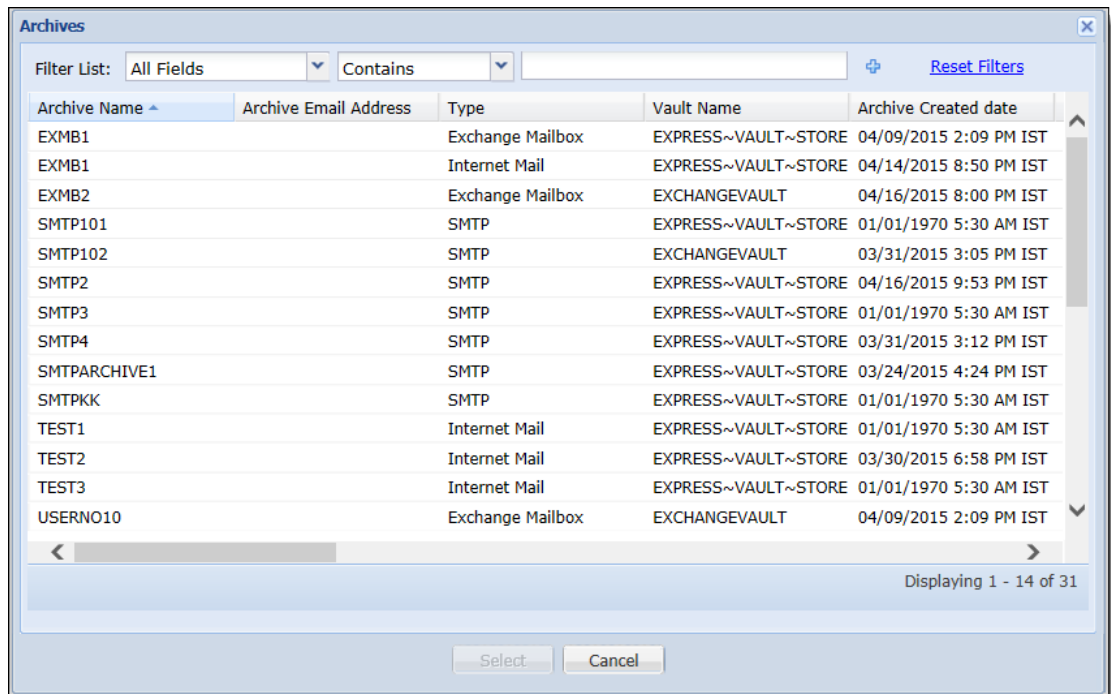 Archives
Filter List: All Fields Contains Reset Filters
Archive Name Archive Email Address Type Vault Name Archive Created date
EXMB1 Exchange Mailbox EXPRESS~VAULT~STORE 04/09/2015 2:09 PM IST
EXMB1 Internet Mail EXPRESS~VAULT~STORE 04/14/2015 8:50 PM IST
EXMB2 Exchange Mailbox EXCHANGEVAULT 04/16/2015 8:00 PM IST
SMTP101 SMTP EXPRESS~VAULT~STORE 01/01/1970 5:30 AM IST
SMTP102 SMTP EXCHANGEVAULT 03/31/2015 3:05 PM IST
SMTP2 SMTP EXPRESS~VAULT~STORE 04/16/2015 9:53 PM IST
SMTP3 SMTP EXPRESS~VAULT~STORE 01/01/1970 5:30 AM IST
SMTP4 SMTP EXPRESS~VAULT~STORE 03/31/2015 3:12 PM IST
SMTPARCHIVE1 SMTP EXPRESS~VAULT~STORE 03/24/2015 4:24 PM IST
SMTPKK SMTP EXPRESS~VAULT~STORE 01/01/1970 5:30 AM IST
TEST1 Internet Mail EXPRESS~VAULT~STORE 01/01/1970 5:30 AM IST
TEST2 Internet Mail EXPRESS~VAULT~STORE 03/30/2015 6:58 PM IST
TEST3 Internet Mail EXPRESS~VAULT~STORE 01/01/1970 5:30 AM IST
USERNO10 Exchange Mailbox EXCHANGEVAULT 04/09/2015 2:09 PM IST
Displaying 1 - 14 of 31
Select Cancel